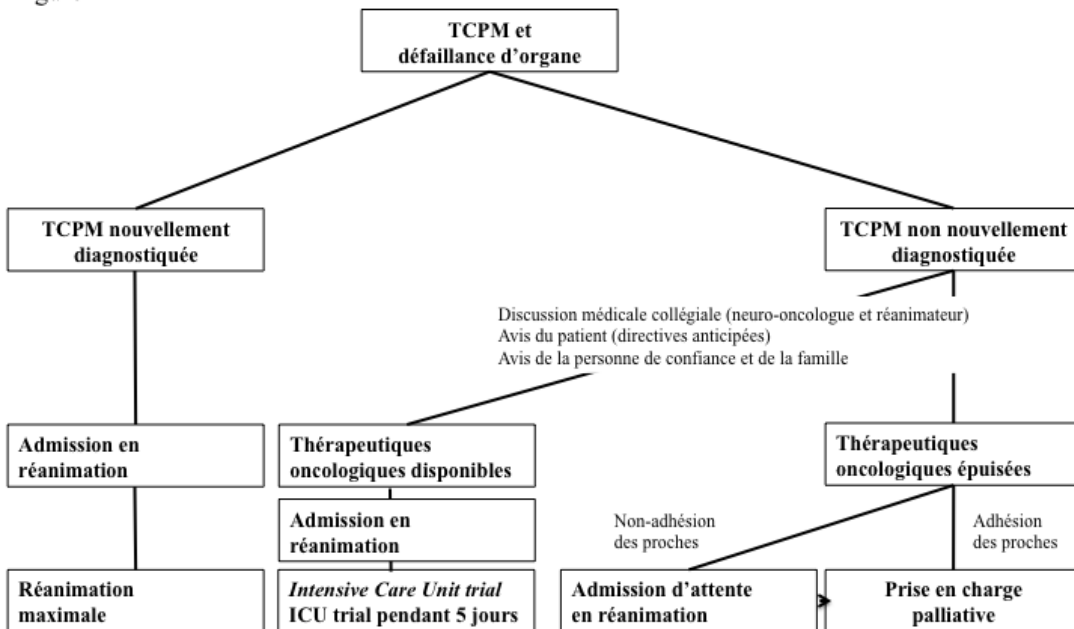 TCPM et
défaillance d'organe
TCPM nouvellement
diagnostiquée
TCPM non nouvellement
diagnostiquée
Discussion médicale collégiale (neuro-oncologue et réanimateur)
Avis du patient (directives anticipées)
Avis de la personne de confiance et de la famille
Admission en
réanimation
Thérapeutiques
oncologiques disponibles
Thérapeutiques
oncologiques épuisées
Admission en
réanimation
Non-adhésion
des proches
Adhésion
des proches
Réanimation
maximale
Intensive Care Unit trial
ICU trial pendant 5 jours
Admission d'attente
en réanimation
Prise en charge
palliative